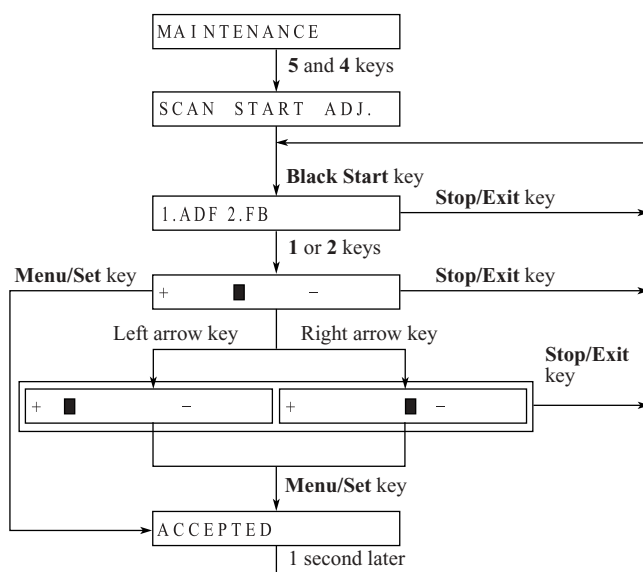 MAINTENANCE
5 and 4 keys
SCAN START ADJ.
Black Start key
1.ADF 2.FB
Stop/Exit key
1 or 2 keys
Menu/Set key
+ −
Stop/Exit key
Left arrow key
Right arrow key
Stop/Exit
key
+ −
+ −
Menu/Set key
ACCEPTED
1 second later